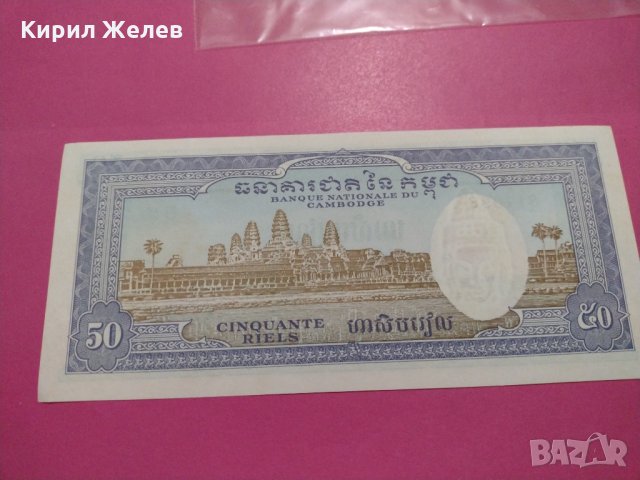 Кирил Желев
ធនាគារជាតិនៃកម្ពុជា
BANQUE NATIONALE DU
CAMBODGE
50
CINQUANTE
RIELS
ហាសិបរៀល
៥០
BAZAR